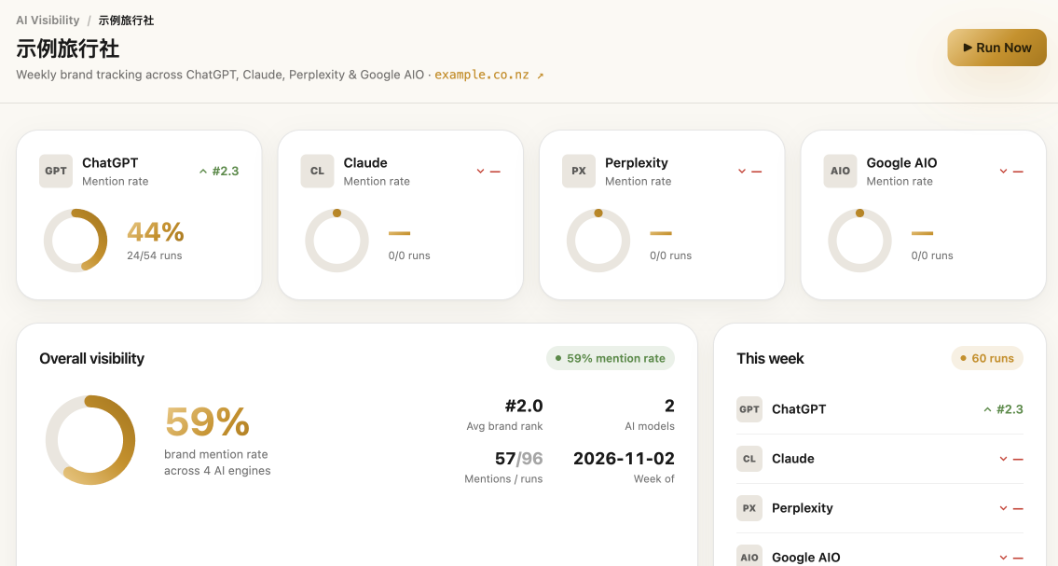 AI Visibility / 示例旅行社
示例旅行社
Weekly brand tracking across ChatGPT, Claude, Perplexity & Google AIO · example.co.nz ↗
▶ Run Now
GPT ChatGPT
Mention rate
#2.3
44%
24/54 runs
CL Claude
Mention rate
—
—
0/0 runs
PX Perplexity
Mention rate
—
—
0/0 runs
AIO Google AIO
Mention rate
—
—
0/0 runs
Overall visibility
59% mention rate
59%
brand mention rate
across 4 AI engines
#2.0
Avg brand rank
2
AI models
57/96
Mentions / runs
2026-11-02
Week of
This week
60 runs
GPT ChatGPT #2.3
CL Claude —
PX Perplexity —
AIO Google AIO —